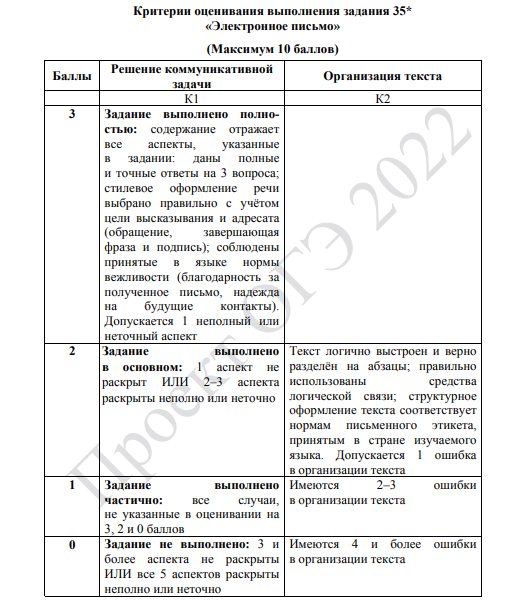 Критерии оценивания выполнения задания 35*
«Электронное письмо»
(Максимум 10 баллов)
Баллы
Решение коммуникативной
задачи
Организация текста
К1
К2
3
Задание выполнено полно-
стью: содержание отражает
все аспекты, указанные
в задании: даны полные
и точные ответы на 3 вопроса;
стилевое оформление речи
выбрано правильно с учётом
цели высказывания и адресата
(обращение, завершающая
фраза и подпись); соблюдены
принятые в языке нормы
вежливости (благодарность за
полученное письмо, надежда
на будущие контакты).
Допускается 1 неполный или
неточный аспект
2
Задание выполнено
в основном: 1 аспект не
раскрыт ИЛИ 2–3 аспекта
раскрыты неполно или неточно
Текст логично выстроен и верно
разделён на абзацы; правильно
использованы средства
логической связи; структурное
оформление текста соответствует
нормам письменного этикета,
принятым в стране изучаемого
языка. Допускается 1 ошибка
в организации текста
1
Задание выполнено
частично: все случаи,
не указанные в оценивании на
3, 2 и 0 баллов
Имеются 2–3 ошибки
в организации текста
0
Задание не выполнено: 3 и
более аспекта не раскрыты
ИЛИ все 5 аспектов раскрыты
неполно или неточно
Имеются 4 и более ошибки
в организации текста
Проект ОГЭ 2022